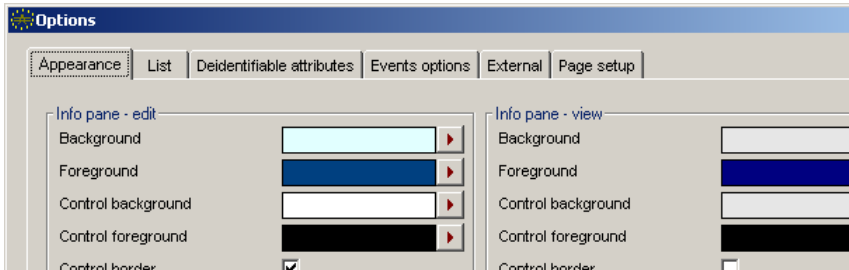 Options
Appearance List Deidentifiable attributes Events options External Page setup
Info pane - edit
Background
Foreground
Control background
Control foreground
Control border
Info pane - view
Background
Foreground
Control background
Control foreground
Control border